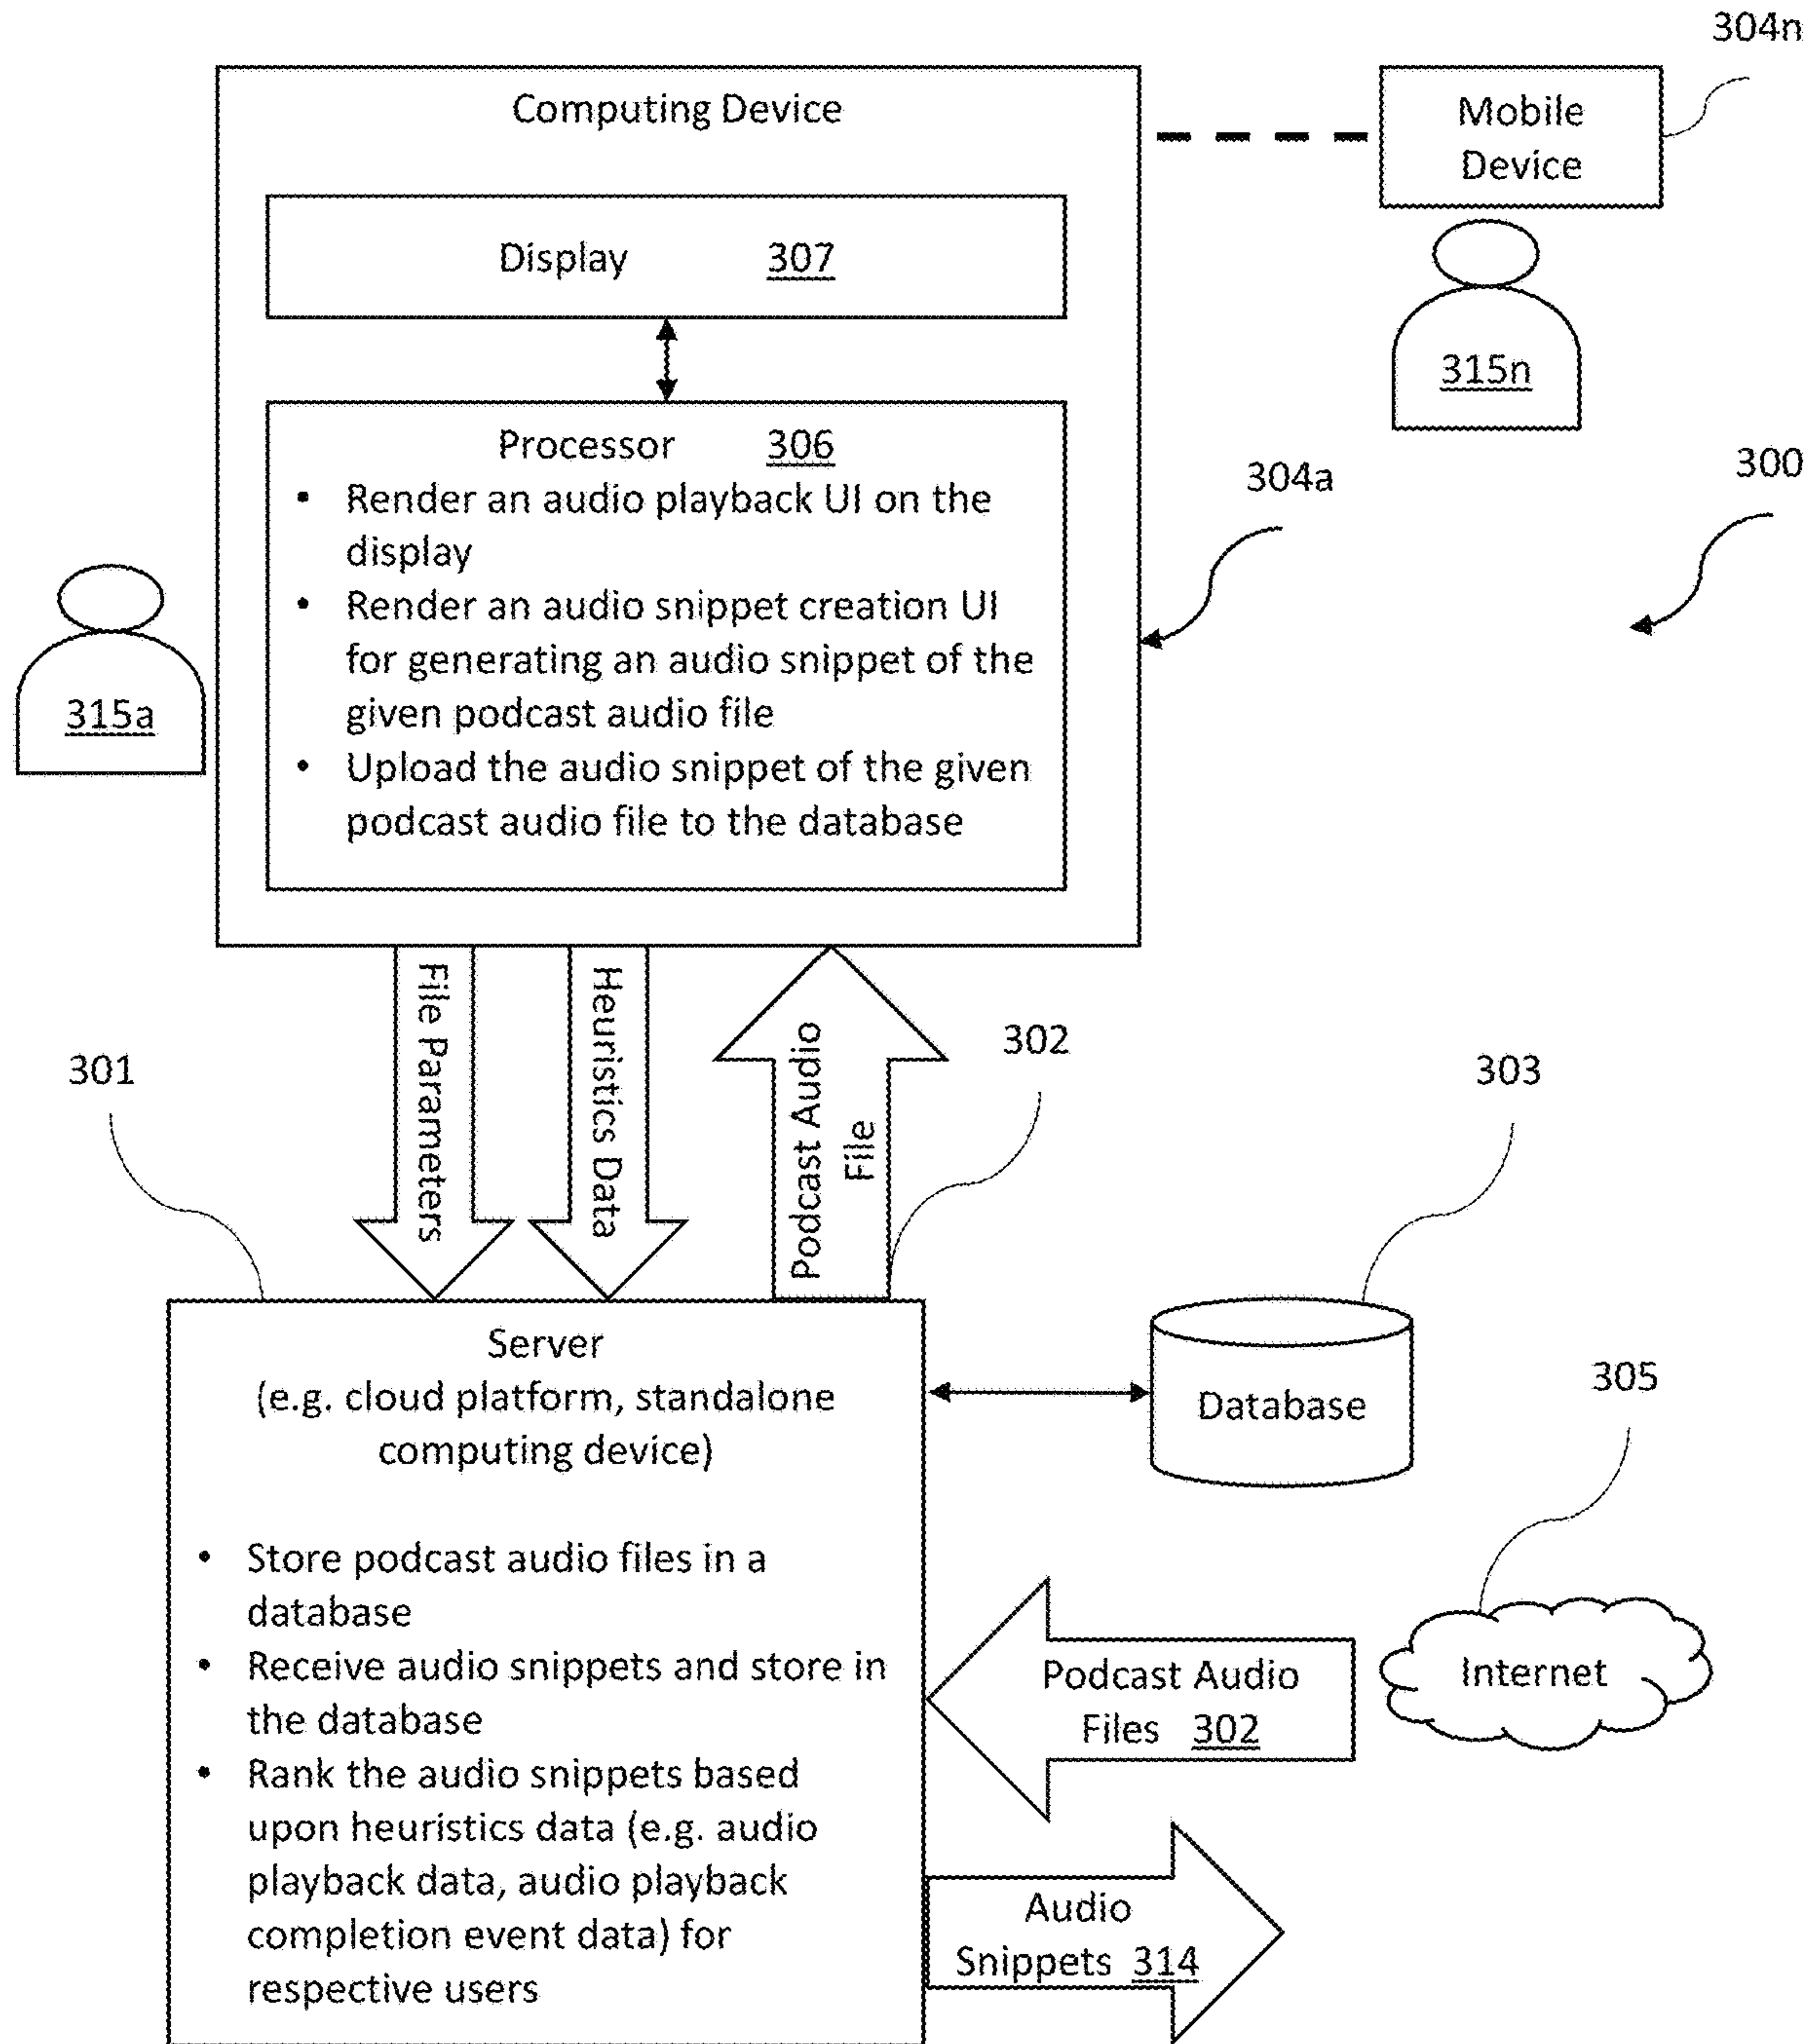 304n
Computing Device
Mobile
Device
Display 307
315n
Processor 306
• Render an audio playback UI on the
display
• Render an audio snippet creation UI
for generating an audio snippet of the
given podcast audio file
• Upload the audio snippet of the given
podcast audio file to the database
304a
300
315a
File Parameters
Heuristics Data
Podcast Audio
File
302
301
303
Server
(e.g. cloud platform, standalone
computing device)
• Store podcast audio files in a
database
• Receive audio snippets and store in
the database
• Rank the audio snippets based
upon heuristics data (e.g. audio
playback data, audio playback
completion event data) for
respective users
Database
305
Internet
Podcast Audio
Files 302
Audio
Snippets 314